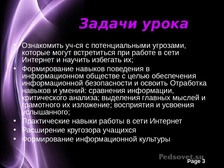 Задачи урока
Ознакомить уч-ся с потенциальными угрозами,
которые могут встретиться при работе в сети
Интернет и научить избегать их;
Формирование навыков поведения в
информационном обществе с целью обеспечения
информационной безопасности и освоить Отработка
навыков и умений: сравнения информации,
критического анализа; выделения главных мыслей и
грамотного их изложение; восприятия и усвоения
услышанного;
Практические навыки работы в сети Интернет
Расширение кругозора учащихся
Формирование информационной культуры
Pedsovet.su
Page 3